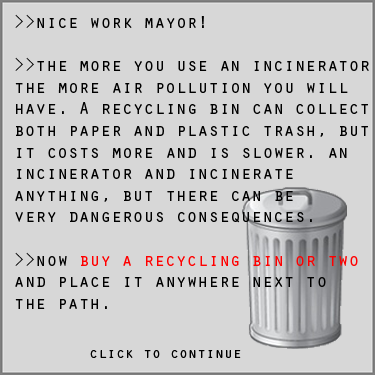 >>NICE WORK MAYOR!
>>THE MORE YOU USE AN INCINERATOR
THE MORE AIR POLLUTION YOU WILL
HAVE. A RECYCLING BIN CAN COLLECT
BOTH PAPER AND PLASTIC TRASH, BUT
IT COSTS MORE AND IS SLOWER. AN
INCINERATOR AND INCINERATE
ANYTHING, BUT THERE CAN BE
VERY DANGEROUS CONSEQUENCES.
>>NOW BUY A RECYCLING BIN OR TWO
AND PLACE IT ANYWHERE NEXT TO
THE PATH.
CLICK TO CONTINUE